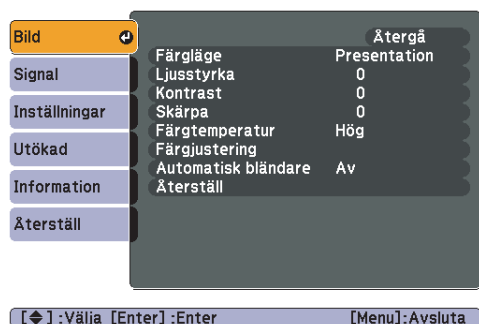 Bild
Signal
Inställningar
Utökad
Information
Återställ
Återgå
Färgläge Presentation
Ljusstyrka 0
Kontrast 0
Skärpa 0
Färgtemperatur Hög
Färgjustering
Automatisk bländare Av
Återställ
[◆] :Välja [Enter] :Enter [Menu]:Avsluta